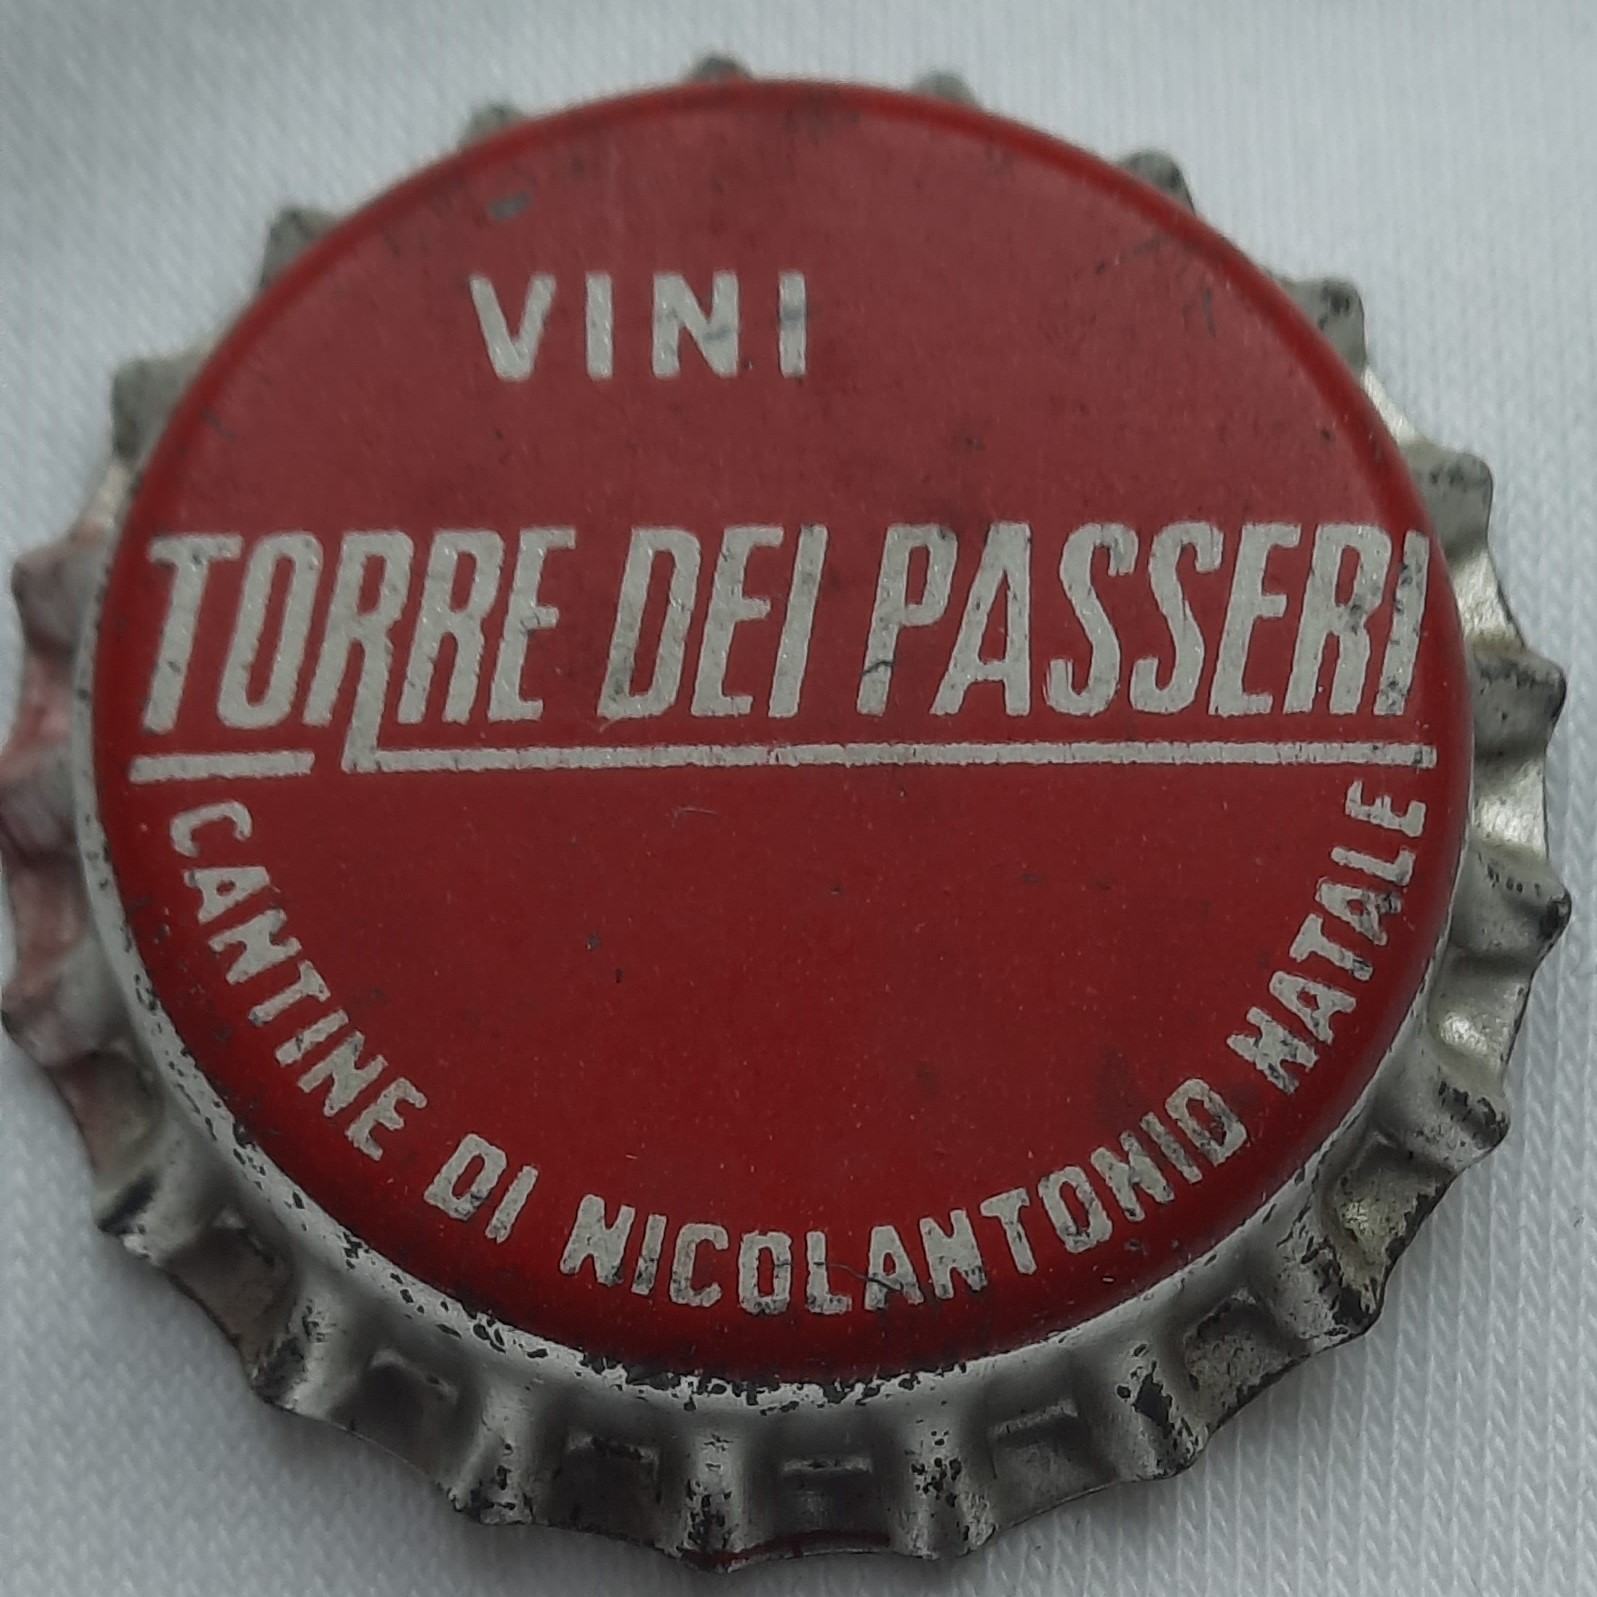 VINI
TORRE DEI PASSERI
CANTINE DI NICOLANTONIO NATALE